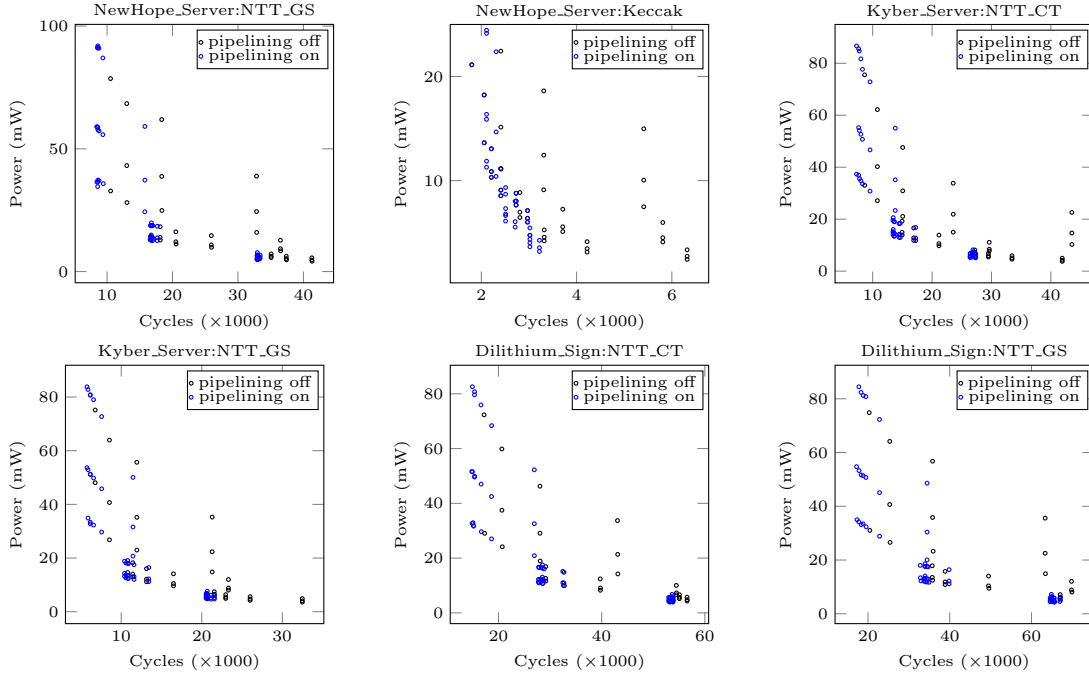 NewHope_Server:NTT_GS
100
50
0
Power (mW)
pipelining off
pipelining on
10 20 30 40
Cycles (×1000)
NewHope_Server:Keccak
20
10
Power (mW)
pipelining off
pipelining on
2 4 6
Cycles (×1000)
Kyber_Server:NTT_CT
80
60
40
20
0
Power (mW)
pipelining off
pipelining on
10 20 30 40
Cycles (×1000)
Kyber_Server:NTT_GS
80
60
40
20
0
Power (mW)
pipelining off
pipelining on
10 20 30
Cycles (×1000)
Dilithium_Sign:NTT_CT
80
60
40
20
0
Power (mW)
pipelining off
pipelining on
20 40 60
Cycles (×1000)
Dilithium_Sign:NTT_GS
80
60
40
20
0
Power (mW)
pipelining off
pipelining on
20 40 60
Cycles (×1000)